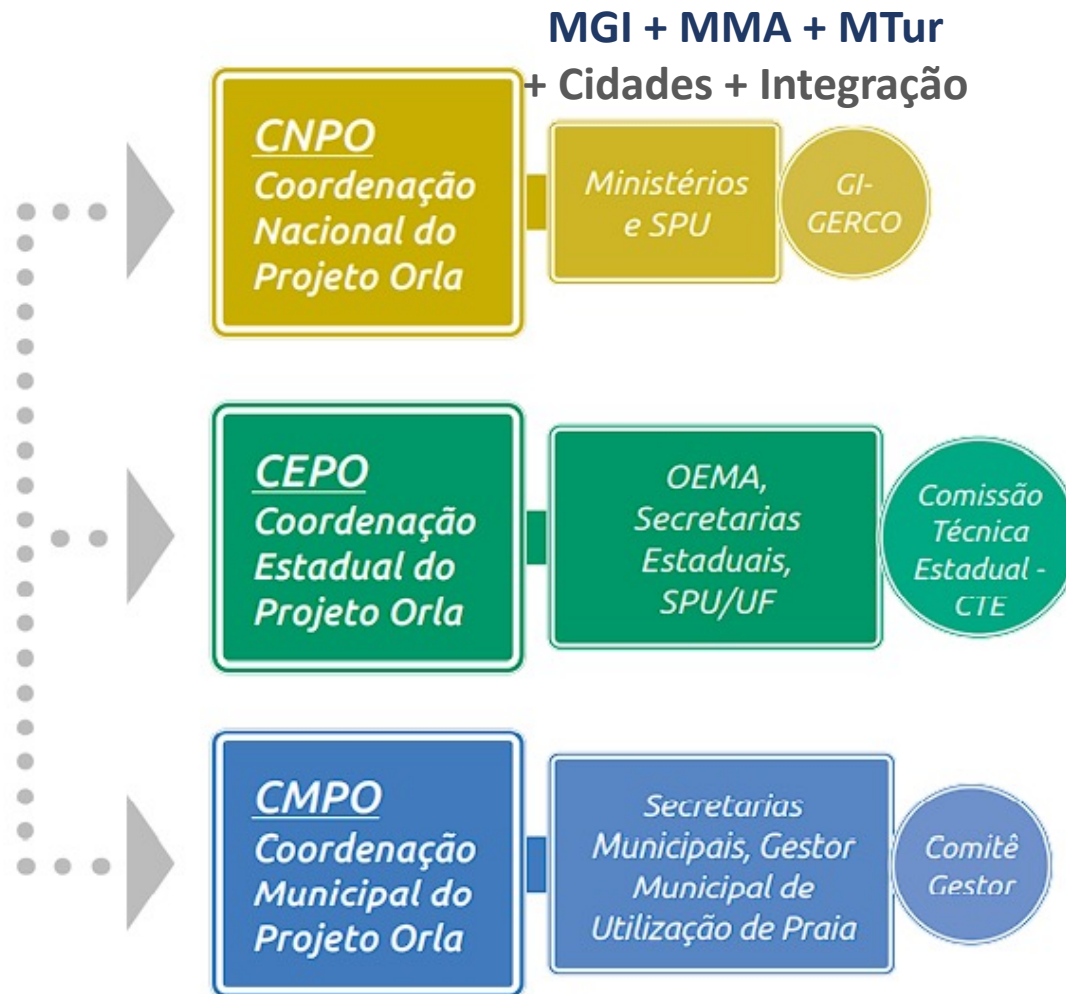 MGI + MMA + MTur
+ Cidades + Integração
CNPO
Coordenação
Nacional do
Projeto Orla
Ministérios
e SPU
GI-
GERCO
CEPO
Coordenação
Estadual do
Projeto Orla
OEMA,
Secretarias
Estaduais,
SPU/UF
Comissão
Técnica
Estadual -
CTE
CMPO
Coordenação
Municipal do
Projeto Orla
Secretarias
Municipais, Gestor
Municipal de
Utilização de Praia
Comitê
Gestor